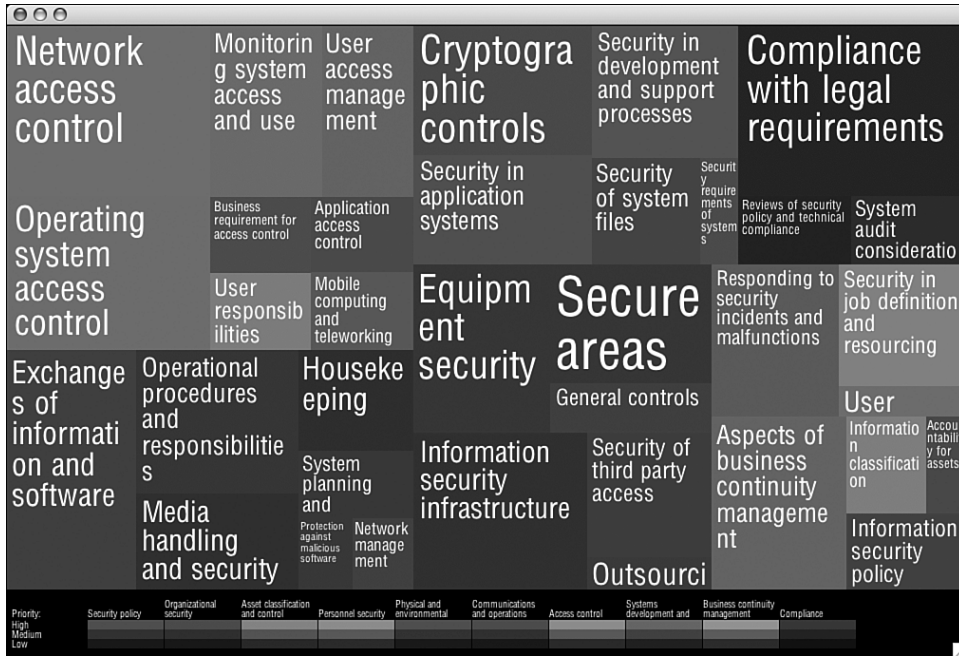 Network
access
control
Monitorin
g system
access
and use
User
access
manage
ment
Cryptogra
phic
controls
Security in
development
and support
processes
Compliance
with legal
requirements
Security in
application
systems
Security
of system
files
Securit
y
require
ments
of
system
s
Reviews of security
policy and technical
compliance
System
audit
consideratio
Operating
system
access
control
Business
requirement for
access control
Application
access
control
User
responsib
ilities
Mobile
computing
and
teleworking
Equipm
ent
security
Secure
areas
General controls
Responding to
security
incidents and
malfunctions
Security in
job definition
and
resourcing
User
Exchange
s of
informati
on and
software
Operational
procedures
and
responsibilitie
s
Houseke
eping
System
planning
and
Media
handling
and security
Protection
against
malicious
software
Network
manage
ment
Information
security
infrastructure
Security of
third party
access
Outsourci
Aspects of
business
continuity
manageme
nt
Informatio
n
classificati
on
Accou
ntabilit
y for
assets
Information
security
policy
Priority:
High
Medium
Low
Security policy
Organizational
security
Asset classification
and control
Personnel security
Physical and
environmental
Communications
and operations
Access control
Systems
development and
Business continuity
management
Compliance